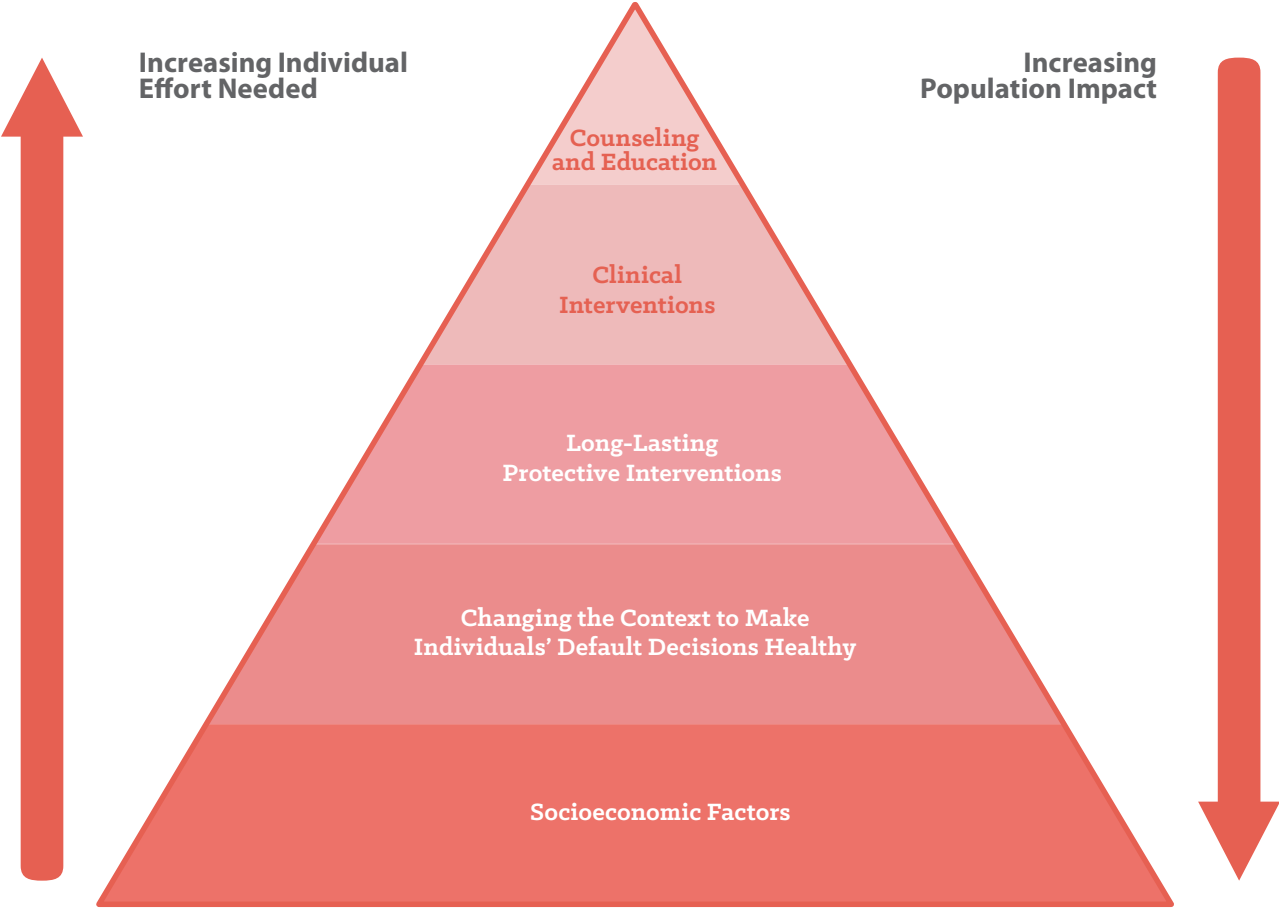 Increasing Individual
Effort Needed
Increasing
Population Impact
Counseling
and Education
Clinical
Interventions
Long-Lasting
Protective Interventions
Changing the Context to Make
Individuals’ Default Decisions Healthy
Socioeconomic Factors